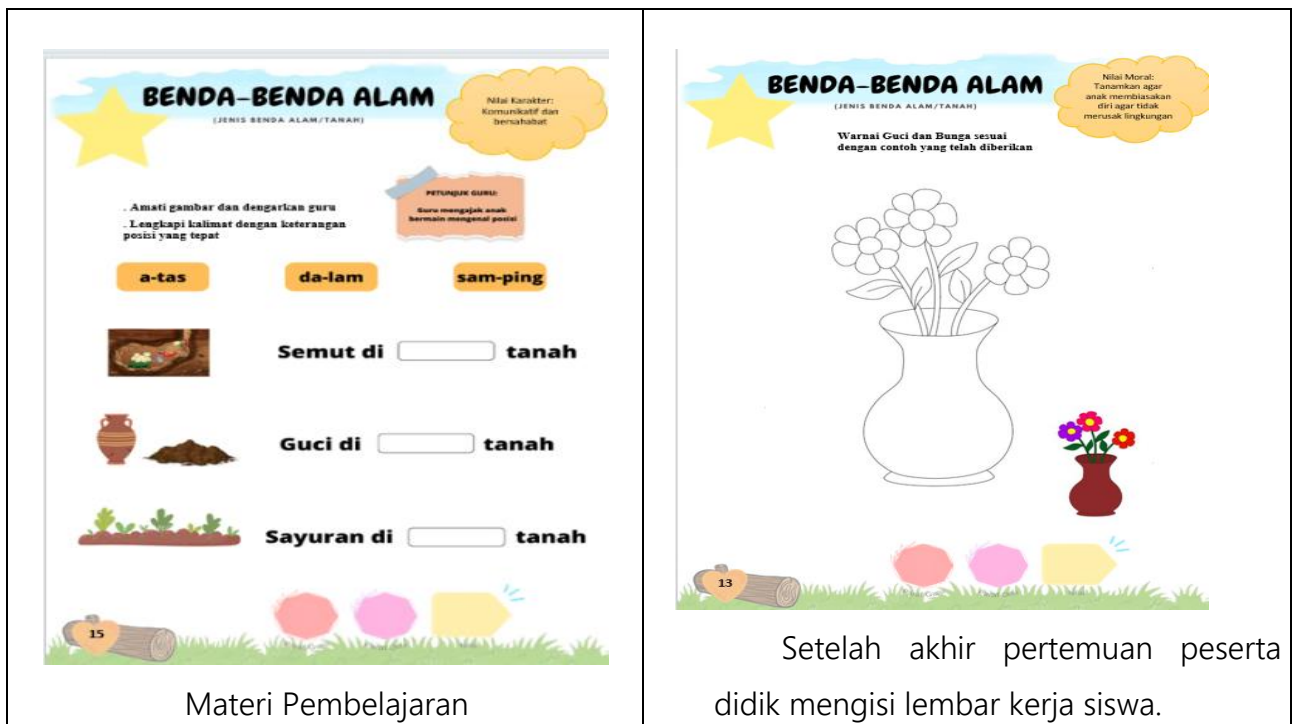 BENDA-BENDA ALAM
(JENIS BENDA ALAM/TANAH)
Nilai Karakter:
Komunikatif dan
bersahabat
PETUNJUK GURU:
Guru mengajak anak
bermain mengenal posisi
. Amati gambar dan dengarkan guru
. Lengkapi kalimat dengan keterangan
posisi yang tepat
a-tas
da-lam
sam-ping
Semut di tanah
Guci di tanah
Sayuran di tanah
15
Materi Pembelajaran
BENDA-BENDA ALAM
(JENIS BENDA ALAM/TANAH)
Nilai Moral:
Tanamkan agar
anak membiasakan
diri agar tidak
merusak lingkungan
Warnai Guci dan Bunga sesuai
dengan contoh yang telah diberikan
13
Setelah akhir pertemuan peserta
didik mengisi lembar kerja siswa.